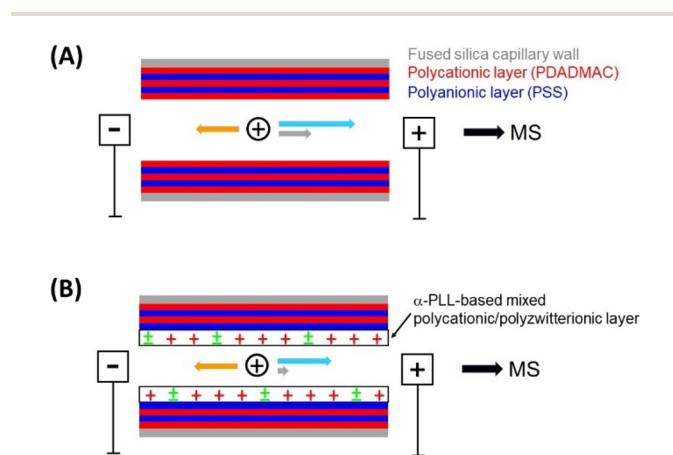 (A)
Fused silica capillary wall
Polycationic layer (PDADMAC)
Polyanionic layer (PSS)
- + + MS
(B)
α-PLL-based mixed
polycationic/polyzwitterionic layer
± + + ± + + + ± + + +
- + + MS
+ ± + + + ± + + + ± +